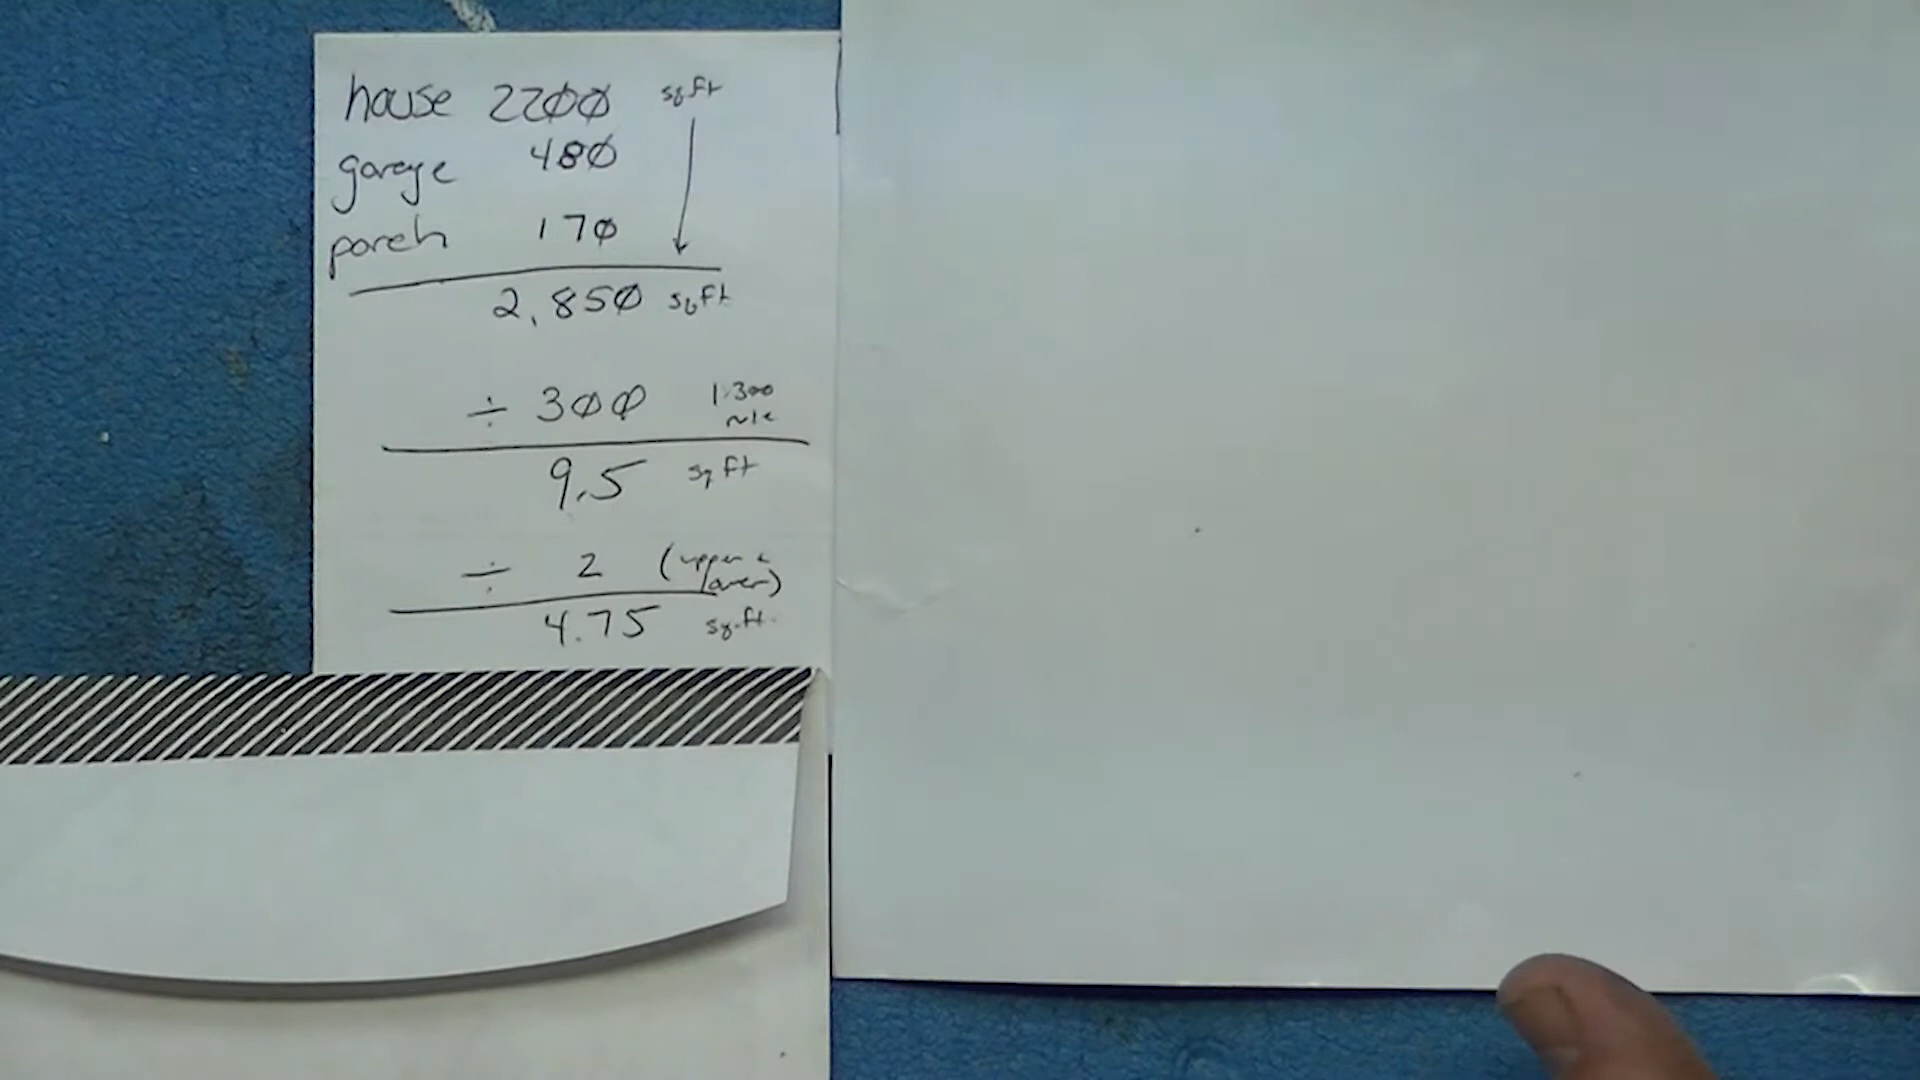 house 2200 sq ft
garage 480
porch 170
2,850 sq ft
÷ 300 1:300
rule
9.5 sq ft
÷ 2 (upper &
lower)
4.75 sq. ft.